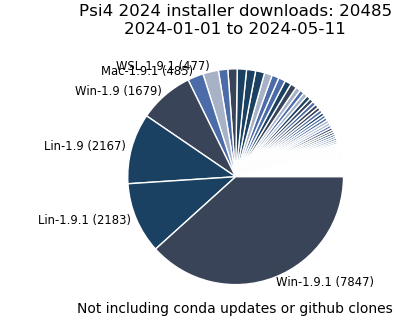 Psi4 2024 installer downloads: 20485
2024-01-01 to 2024-05-11
WSL-1.9.1 (477)
Mac-1.9.1 (485)
Win-1.9 (1679)
Lin-1.9 (2167)
Lin-1.9.1 (2183)
Win-1.9.1 (7847)
Not including conda updates or github clones